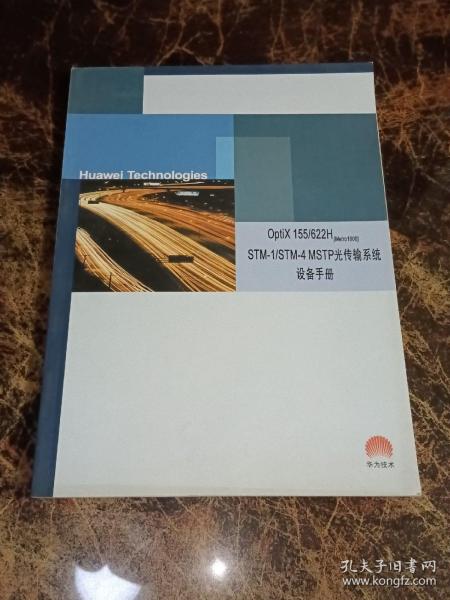 Huawei Technologies
OptiX 155/622H [Metro1000]
STM-1/STM-4 MSTP光传输系统
设备手册
华为技术
孔夫子旧书网
www.kongfz.com